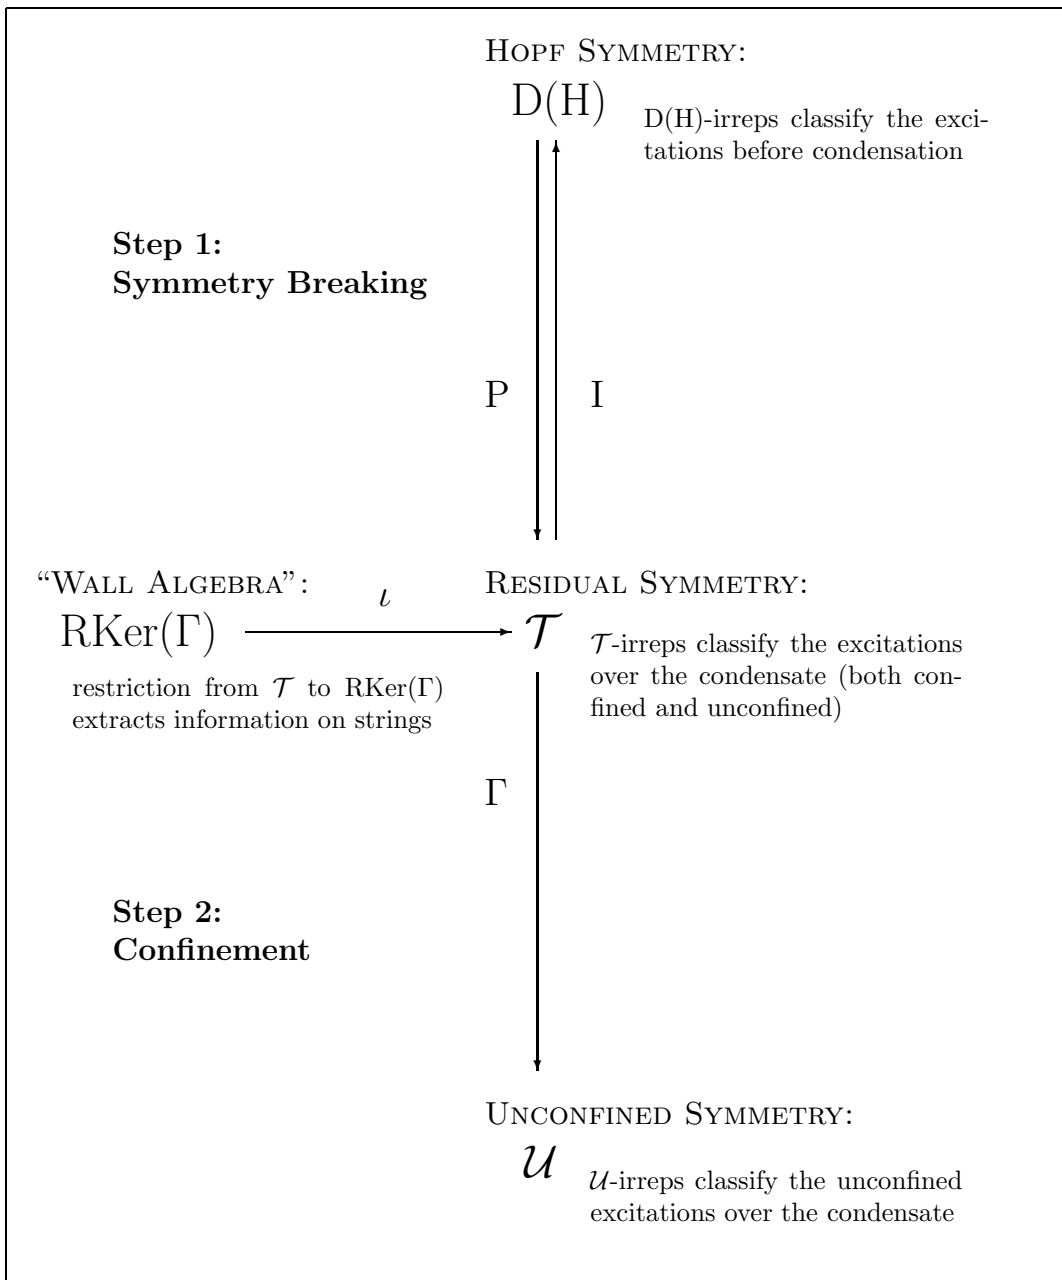 HOPF SYMMETRY:
D(H)
D(H)-irreps classify the exci-
tations before condensation
Step 1:
Symmetry Breaking
P
I
“WALL ALGEBRA”:
RKer(Γ)
restriction from 𝒯 to RKer(Γ)
extracts information on strings
ι
RESIDUAL SYMMETRY:
𝒯
𝒯-irreps classify the excitations
over the condensate (both con-
fined and unconfined)
Γ
Step 2:
Confinement
UNCONFINED SYMMETRY:
𝒰
𝒰-irreps classify the unconfined
excitations over the condensate